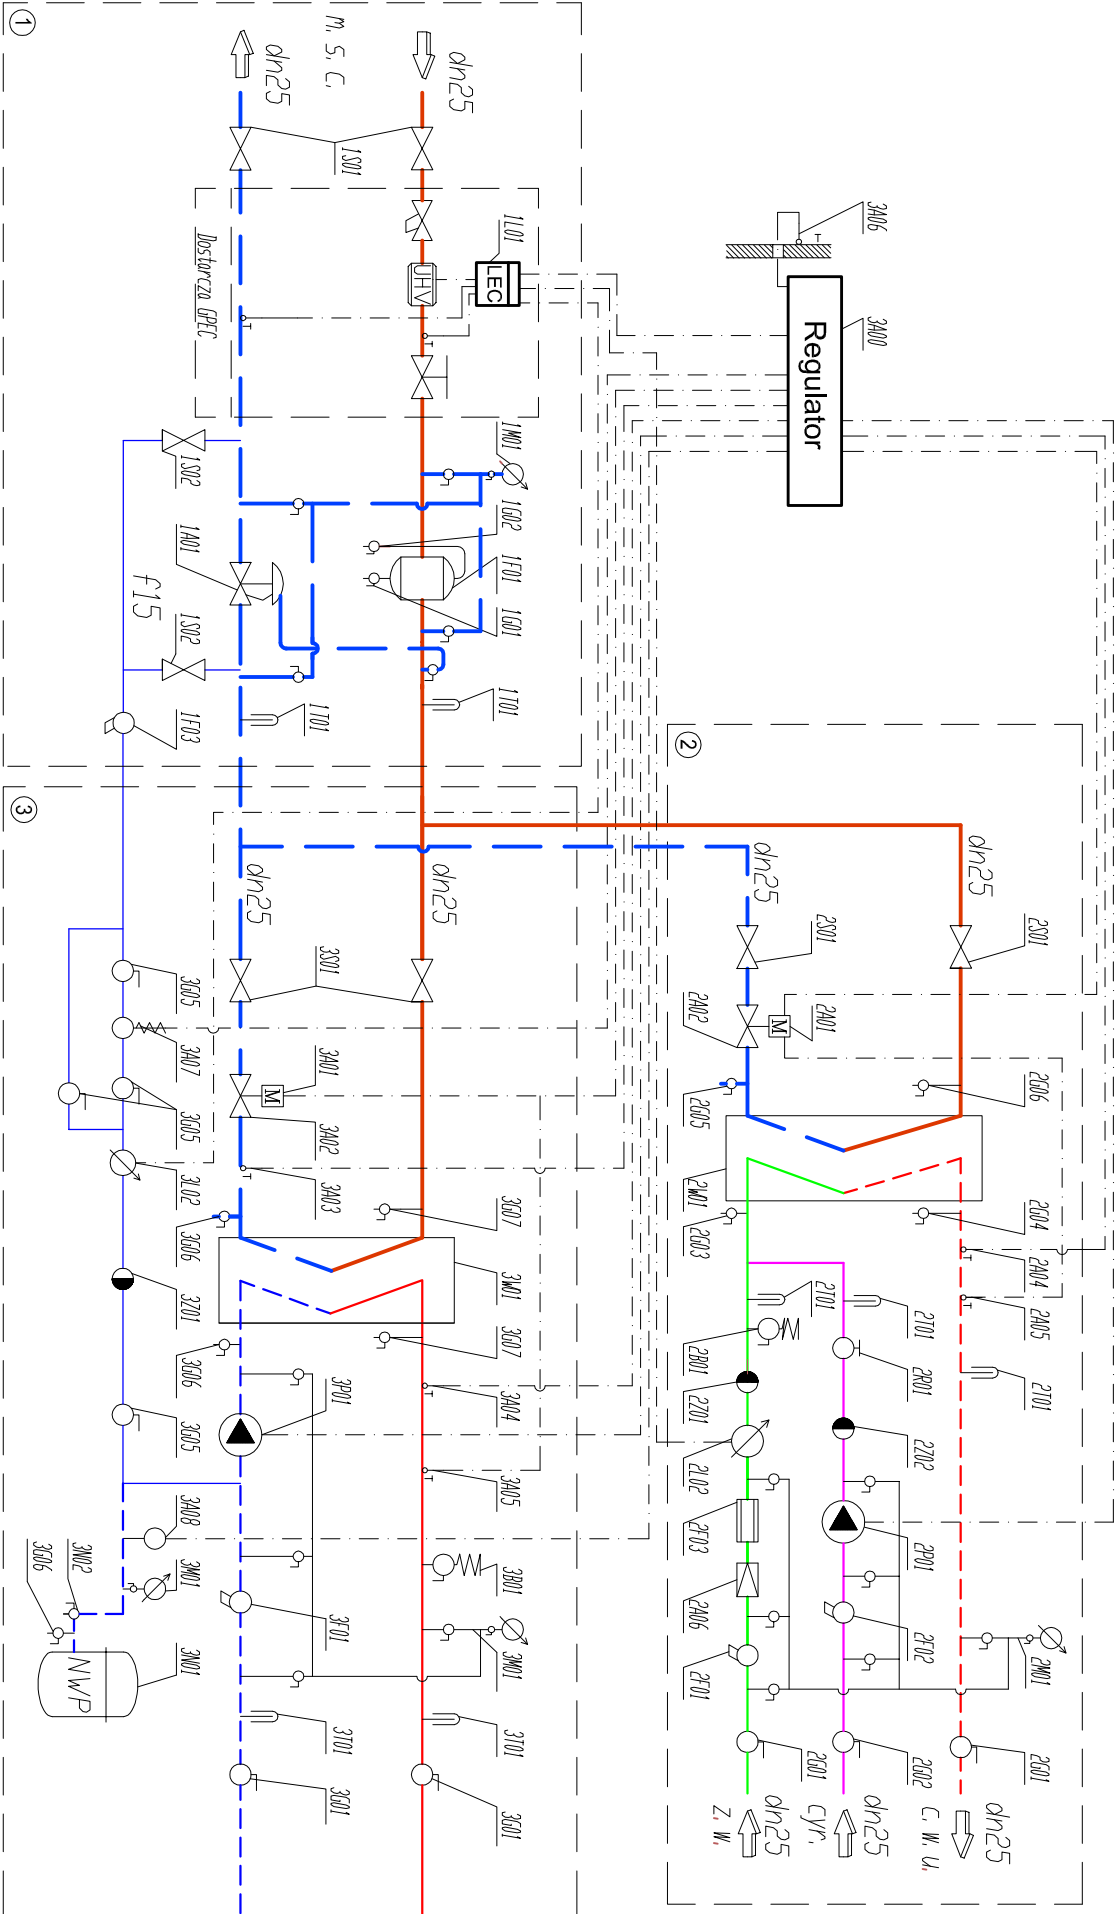 1
m. s. c.
dn25
dn25
1S01
Dostarcza GPEC
1L01
LEC
UHV
T
T
1M01
1G02
1F01
1G01
1T01
1S02
1A01
f15
1S02
1F03
1T01
3A06
T
3A00
Regulator
2
dn25
dn25
2S01
2S01
2A02
2A01
M
2G05
2G06
2W01
2G03
2G04
2A04
T
2A05
T
2T01
2T01
2T01
2B01
2R01
2Z01
2Z02
2L02
2F03
2P01
2A06
2F02
2F01
2M01
2G01
2G02
2G01
dn25
C. W. U.
dn25
Cyr.
dn25
Z. W.
3
dn25
dn25
3S01
3G05
3A07
3G05
3A01
M
3A02
3L02
3A03
T
3G07
3G06
3W01
3Z01
3G06
3G07
3P01
3A04
T
3G05
3A05
T
3A08
3M01
3N02
3G06
3N01
NWP
3B01
3F01
3M01
3T01
3T01
3G01
3G01